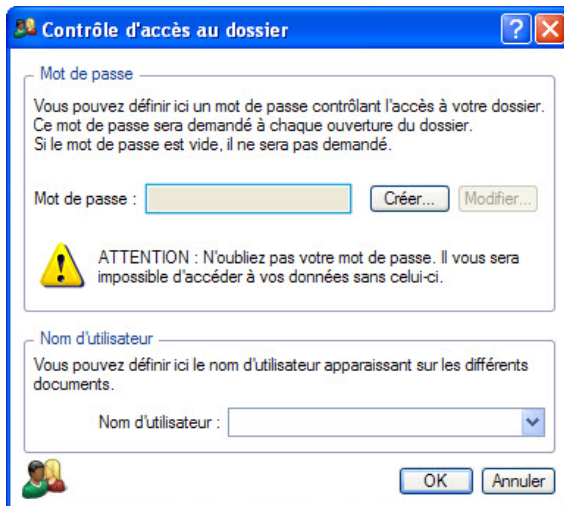 Contrôle d'accès au dossier
Mot de passe
Vous pouvez définir ici un mot de passe contrôlant l'accès à votre dossier.
Ce mot de passe sera demandé à chaque ouverture du dossier.
Si le mot de passe est vide, il ne sera pas demandé.
Mot de passe : Créer... Modifier...
ATTENTION : N'oubliez pas votre mot de passe. Il vous sera
impossible d'accéder à vos données sans celui-ci.
Nom d'utilisateur
Vous pouvez définir ici le nom d'utilisateur apparaissant sur les différents
documents.
Nom d'utilisateur :
OK Annuler